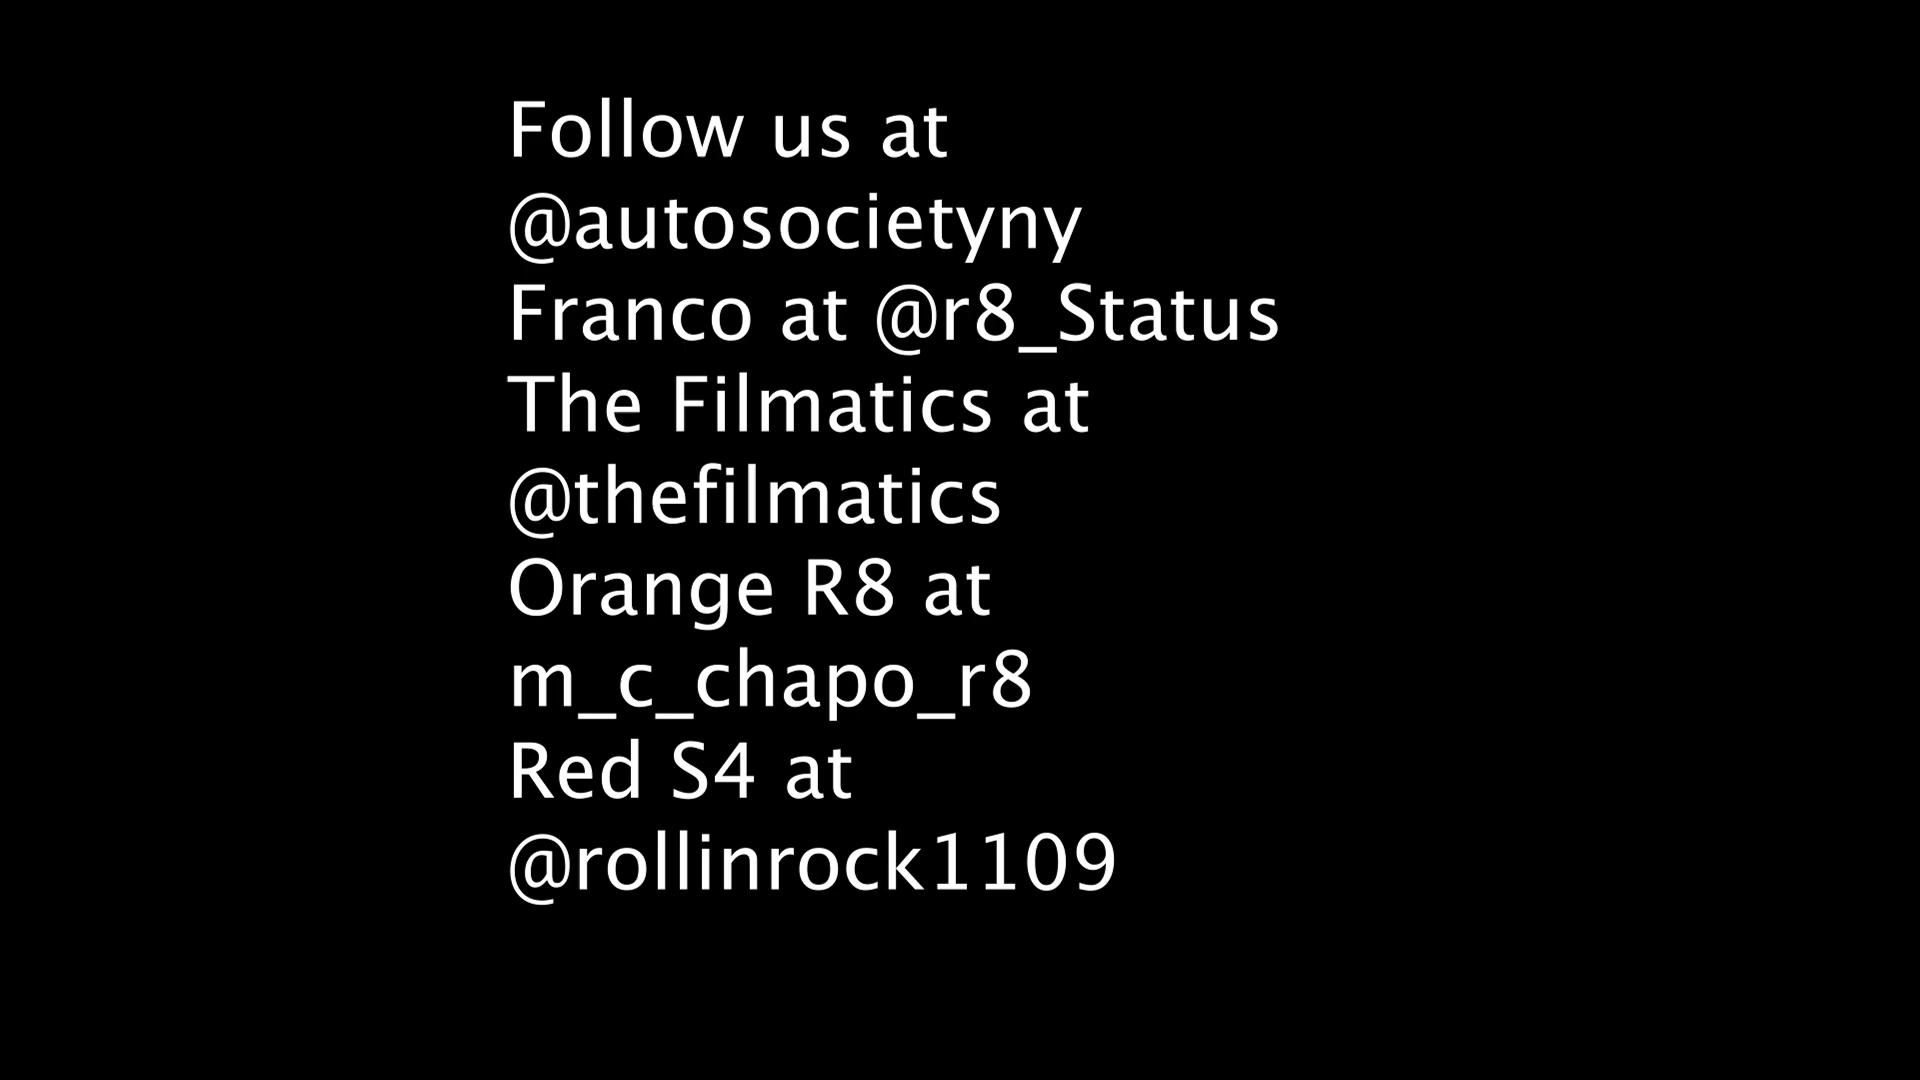 Follow us at
@autosocietyny
Franco at @r8_Status
The Filmatics at
@thefilmatics
Orange R8 at
m_c_chapo_r8
Red S4 at
@rollinrock1109